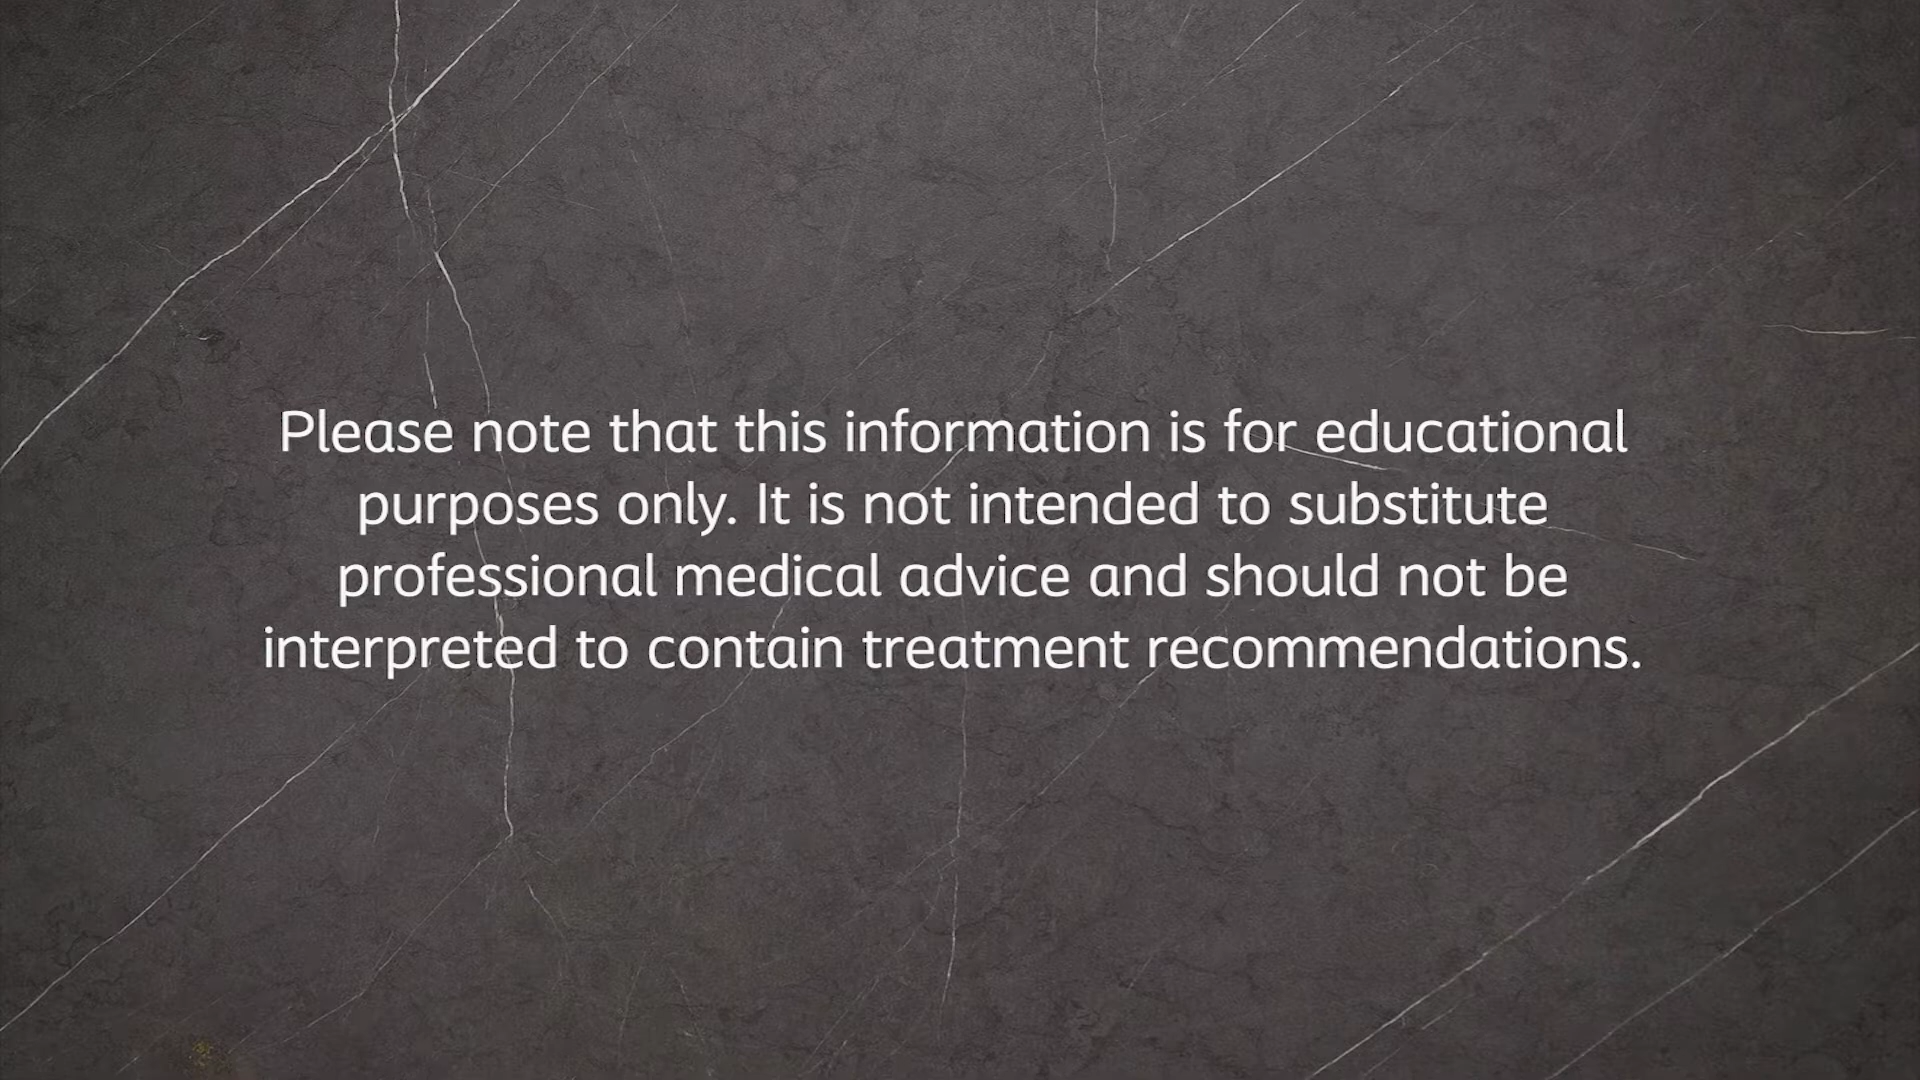 Please note that this information is for educational
purposes only. It is not intended to substitute
professional medical advice and should not be
interpreted to contain treatment recommendations.